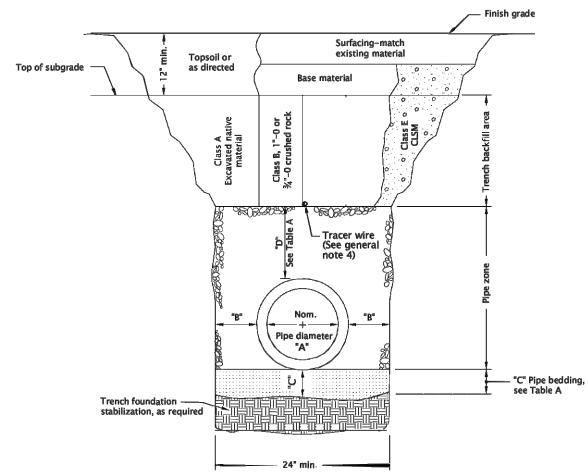 Finish grade
Topsoil or
as directed
Surfacing-match
existing material
12" min.
Top of subgrade
Base material
Class A
Excavated native
material
Class B, 1"-0 or
¾"-0 crushed rock
Class E
CLSM
Trench backfill area
"D"
See Table A
Tracer wire
(See general
note 4)
Pipe zone
"B"
Nom.
Pipe diameter
"A"
"B"
"C"
"C" Pipe bedding,
see Table A
Trench foundation
stabilization, as required
24" min.